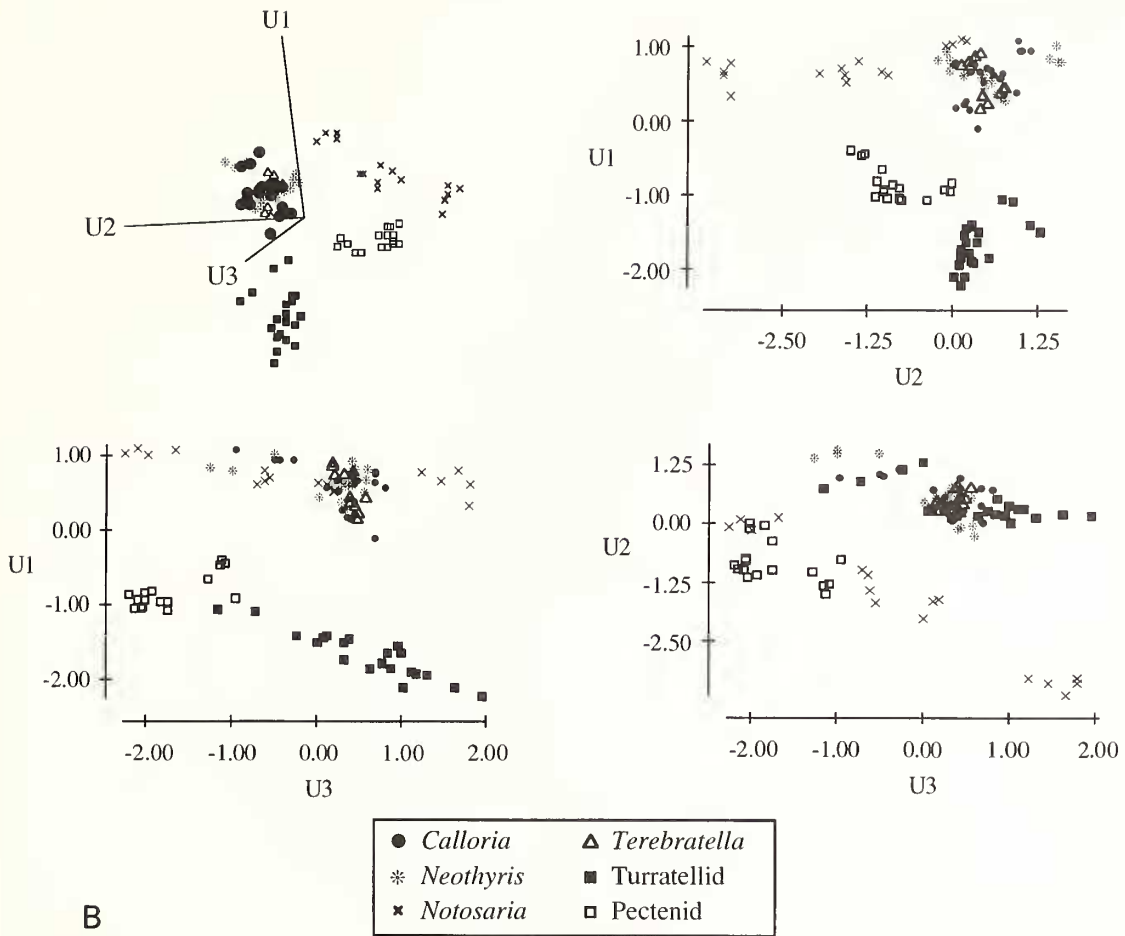 U1
U2
U3
1.00
0.00
U1
-1.00
-2.00
-2.50 -1.25 0.00 1.25
U2
1.00
0.00
U1
-1.00
-2.00
-2.00 -1.00 0.00 1.00 2.00
U3
1.25
0.00
U2
-1.25
-2.50
-2.00 -1.00 0.00 1.00 2.00
U3
Calloria Terebratella
Neothyris Turratellid
Notosaria Pectenid
B